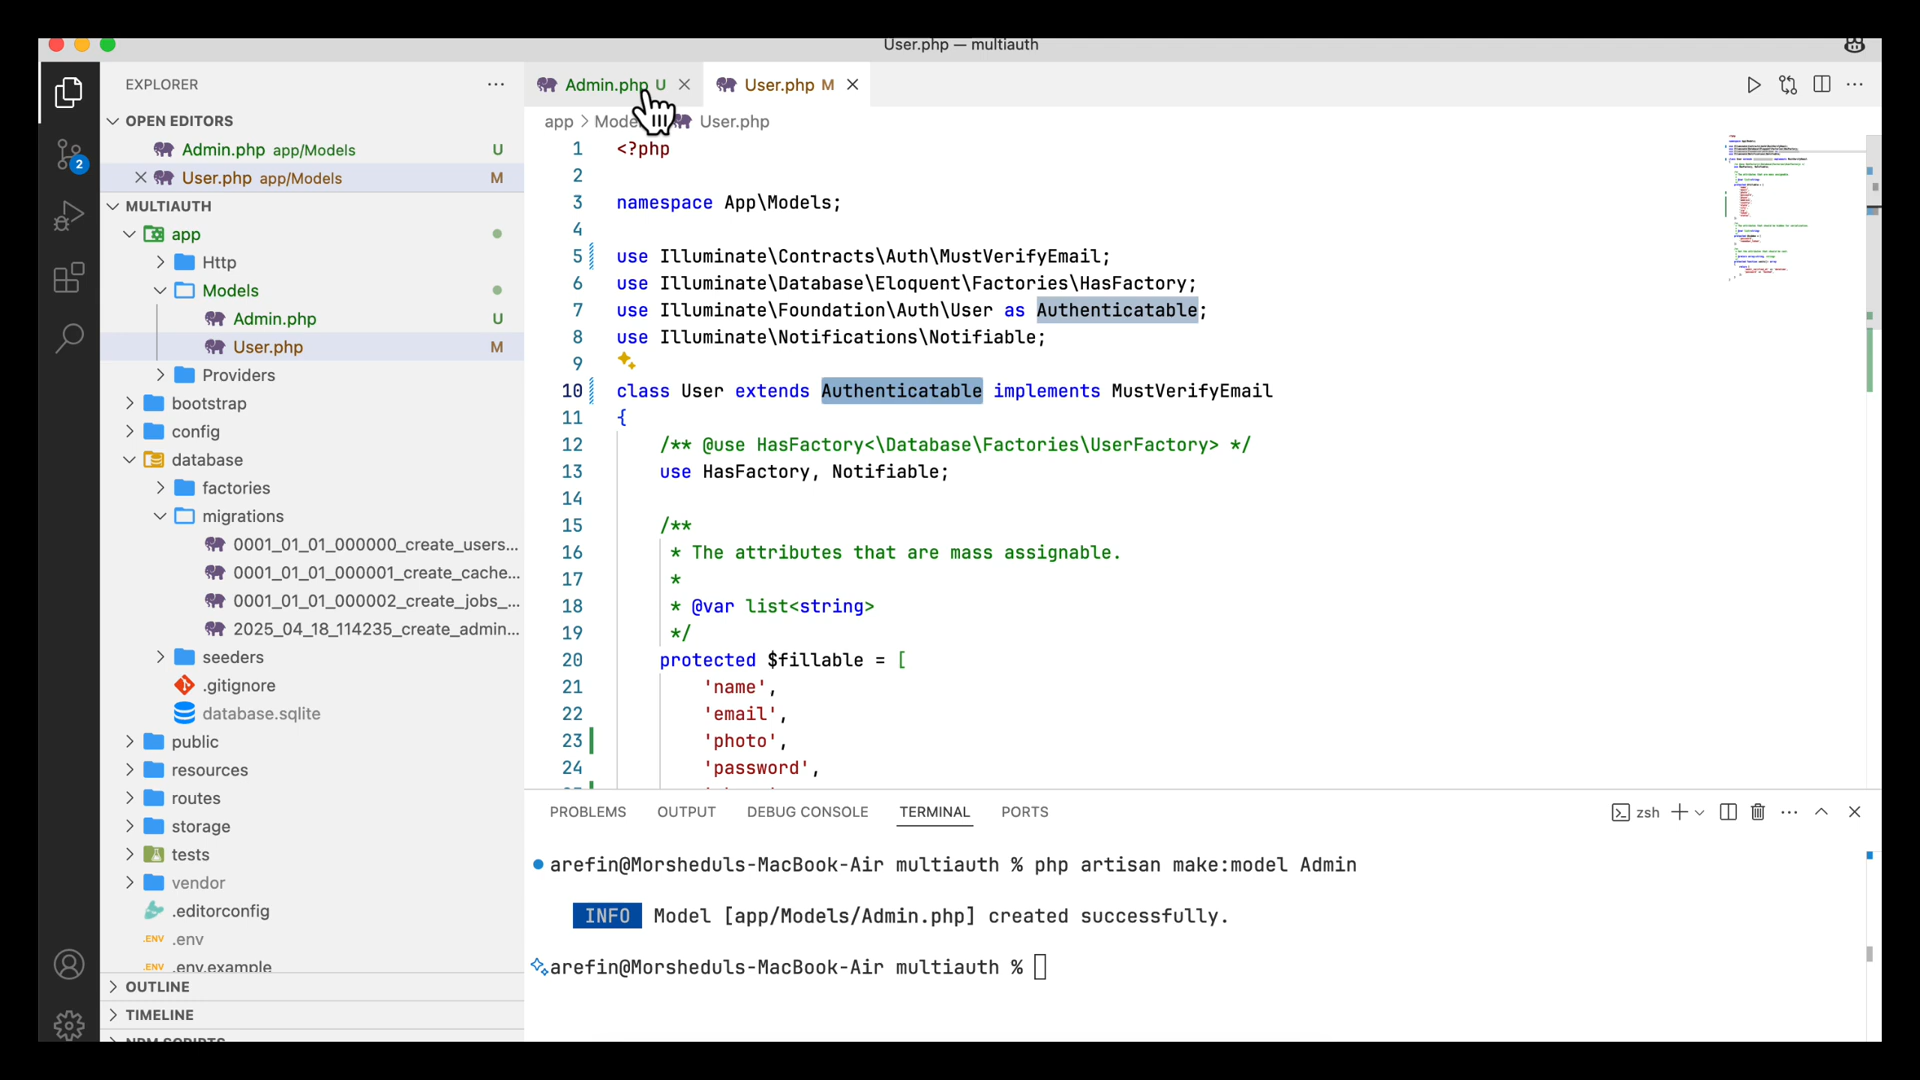 User.php — multiauth
EXPLORER
OPEN EDITORS
Admin.php app/Models U
User.php app/Models M
MULTIAUTH
app
Http
Models
Admin.php U
User.php M
Providers
bootstrap
config
database
factories
migrations
0001_01_01_000000_create_users...
0001_01_01_000001_create_cache...
0001_01_01_000002_create_jobs_...
2025_04_18_114235_create_admin...
seeders
.gitignore
database.sqlite
public
resources
routes
storage
tests
vendor
.editorconfig
.ENV .env
.ENV .env.example
OUTLINE
TIMELINE
NPM SCRIPTS
2
Admin.php U
User.php M
app > Mode
User.php
1 <?php
2
3 namespace App\Models;
4
5 use Illuminate\Contracts\Auth\MustVerifyEmail;
6 use Illuminate\Database\Eloquent\Factories\HasFactory;
7 use Illuminate\Foundation\Auth\User as Authenticatable;
8 use Illuminate\Notifications\Notifiable;
9
10 class User extends Authenticatable implements MustVerifyEmail
11 {
12 /** @use HasFactory<\Database\Factories\UserFactory> */
13 use HasFactory, Notifiable;
14
15 /**
16 * The attributes that are mass assignable.
17 *
18 * @var list<string>
19 */
20 protected $fillable = [
21 'name',
22 'email',
23 'photo',
24 'password',
PROBLEMS OUTPUT DEBUG CONSOLE TERMINAL PORTS
zsh
arefin@Morsheduls-MacBook-Air multiauth % php artisan make:model Admin
INFO Model [app/Models/Admin.php] created successfully.
arefin@Morsheduls-MacBook-Air multiauth %